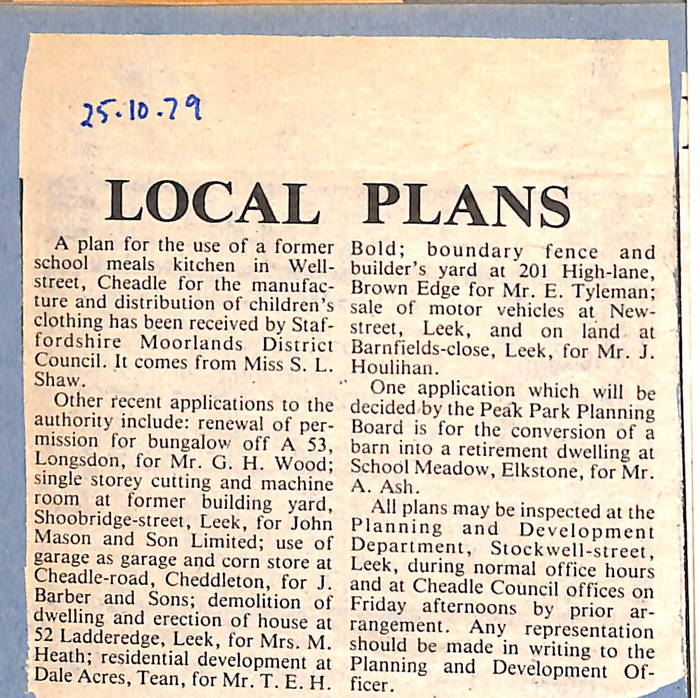 25.10.79
LOCAL PLANS
A plan for the use of a former
school meals kitchen in Well-
street, Cheadle for the manufac-
ture and distribution of children's
clothing has been received by Staf-
fordshire Moorlands District
Council. It comes from Miss S. L.
Shaw.
Other recent applications to the
authority include: renewal of per-
mission for bungalow off A 53,
Longsdon, for Mr. G. H. Wood;
single storey cutting and machine
room at former building yard,
Shoobridge-street, Leek, for John
Mason and Son Limited; use of
garage as garage and corn store at
Cheadle-road, Cheddleton, for J.
Barber and Sons; demolition of
dwelling and erection of house at
52 Ladderedge, Leek, for Mrs. M.
Heath; residential development at
Dale Acres, Tean, for Mr. T. E. H.
Bold; boundary fence and
builder's yard at 201 High-lane,
Brown Edge for Mr. E. Tyleman;
sale of motor vehicles at New-
street, Leek, and on land at
Barnfields-close, Leek, for Mr. J.
Houlihan.
One application which will be
decided by the Peak Park Planning
Board is for the conversion of a
barn into a retirement dwelling at
School Meadow, Elkstone, for Mr.
A. Ash.
All plans may be inspected at the
Planning and Development
Department, Stockwell-street,
Leek, during normal office hours
and at Cheadle Council offices on
Friday afternoons by prior ar-
rangement. Any representation
should be made in writing to the
Planning and Development Of-
ficer.